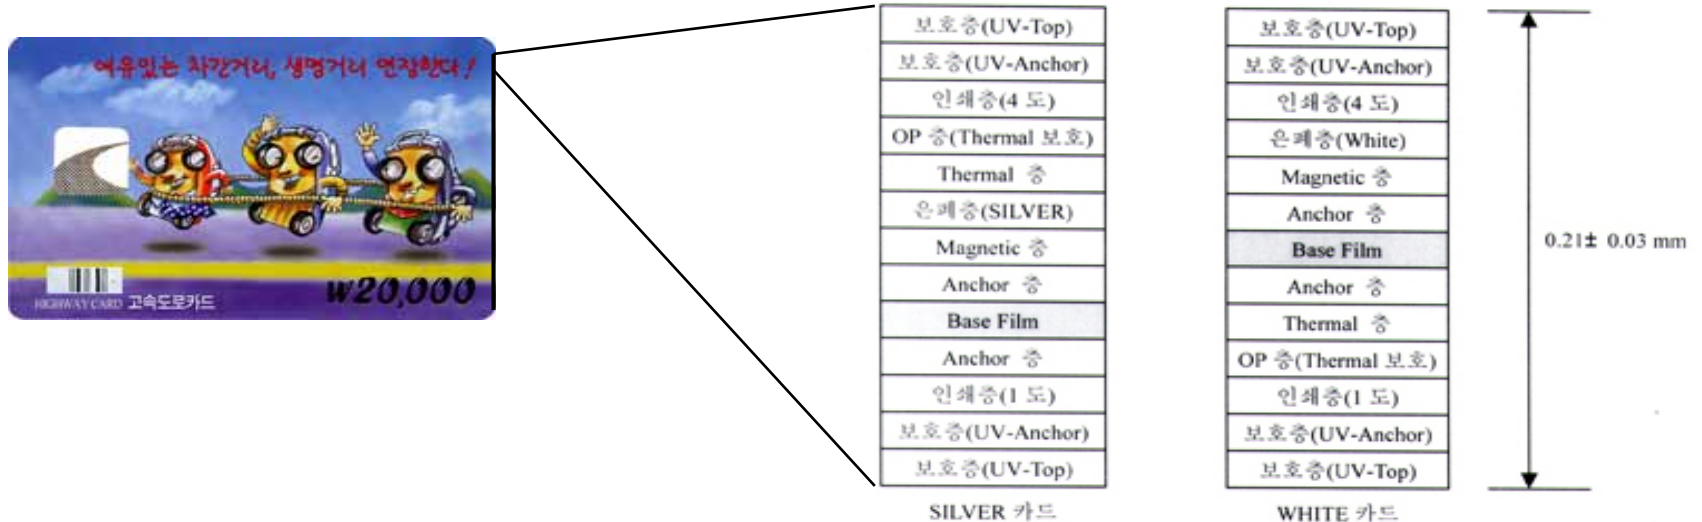 여유있는 차간거리, 생명거리 연장한다!
₩20,000
HIGHWAY CARD 고속도로카드
보호층(UV-Top)
보호층(UV-Anchor)
인쇄층(4 도)
OP 층(Thermal 보호)
Thermal 층
은폐층(SILVER)
Magnetic 층
Anchor 층
Base Film
Anchor 층
인쇄층(1 도)
보호층(UV-Anchor)
보호층(UV-Top)
SILVER 카드
보호층(UV-Top)
보호층(UV-Anchor)
인쇄층(4 도)
은폐층(White)
Magnetic 층
Anchor 층
Base Film
Anchor 층
Thermal 층
OP 층(Thermal 보호)
인쇄층(1 도)
보호층(UV-Anchor)
보호층(UV-Top)
WHITE 카드
0.21± 0.03 mm